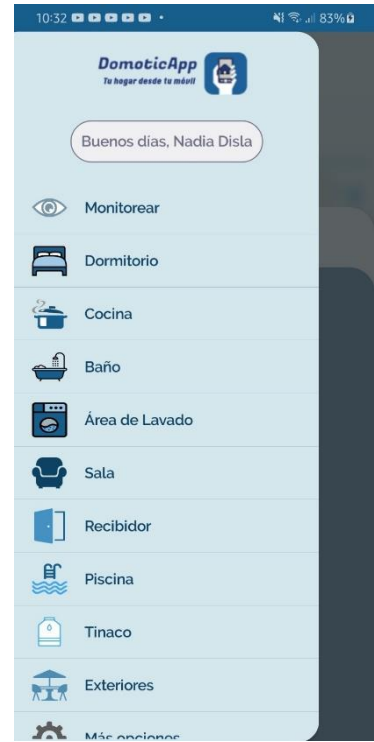 10:32
83%
DomoticApp
Tu hogar desde tu móvil
Buenos días, Nadia Disla
Monitorear
Dormitorio
Cocina
Baño
Área de Lavado
Sala
Recibidor
Piscina
Tinaco
Exteriores
Más opciones